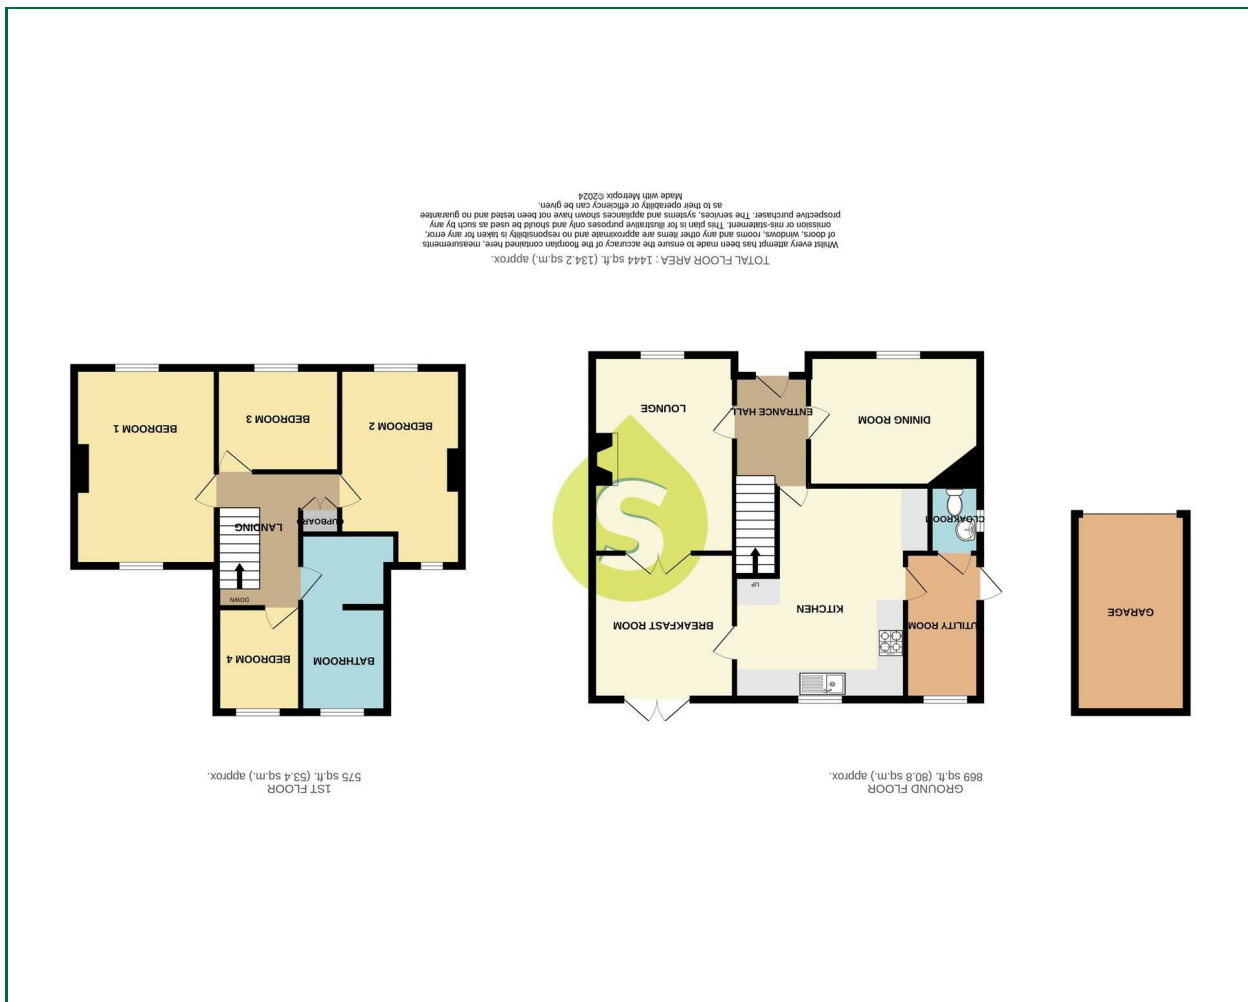 GROUND FLOOR
869 sq.ft. (80.8 sq.m.) approx.
1ST FLOOR
575 sq.ft. (53.4 sq.m.) approx.
GARAGE
UTILITY ROOM
KITCHEN
BREAKFAST ROOM
UP
CLOAKROOM
DINING ROOM
ENTRANCE HALL
LOUNGE
S
BATHROOM
BEDROOM 4
DOWN
LANDING
CUPBOARD
BEDROOM 2
BEDROOM 3
BEDROOM 1
TOTAL FLOOR AREA : 1444 sq.ft. (134.2 sq.m.) approx.
Whilst every attempt has been made to ensure the accuracy of the floorplan contained here, measurements
of doors, windows, rooms and any other items are approximate and no responsibility is taken for any error,
omission or mis-statement. This plan is for illustrative purposes only and should be used as such by any
prospective purchaser. The services, systems and appliances shown have not been tested and no guarantee
as to their operability or efficiency can be given.
Made with Metropix ©2024